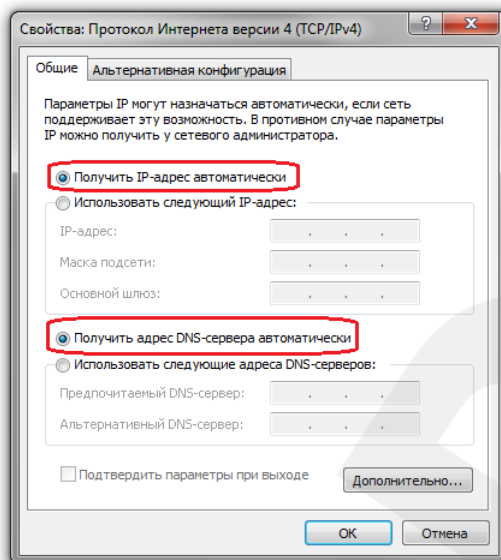 Свойства: Протокол Интернета версии 4 (TCP/IPv4)
Общие
Альтернативная конфигурация
Параметры IP могут назначаться автоматически, если сеть
поддерживает эту возможность. В противном случае параметры
IP можно получить у сетевого администратора.
Получить IP-адрес автоматически
Использовать следующий IP-адрес:
IP-адрес:
Маска подсети:
Основной шлюз:
Получить адрес DNS-сервера автоматически
Использовать следующие адреса DNS-серверов:
Предпочитаемый DNS-сервер:
Альтернативный DNS-сервер:
Подтвердить параметры при выходе
Дополнительно...
ОК
Отмена